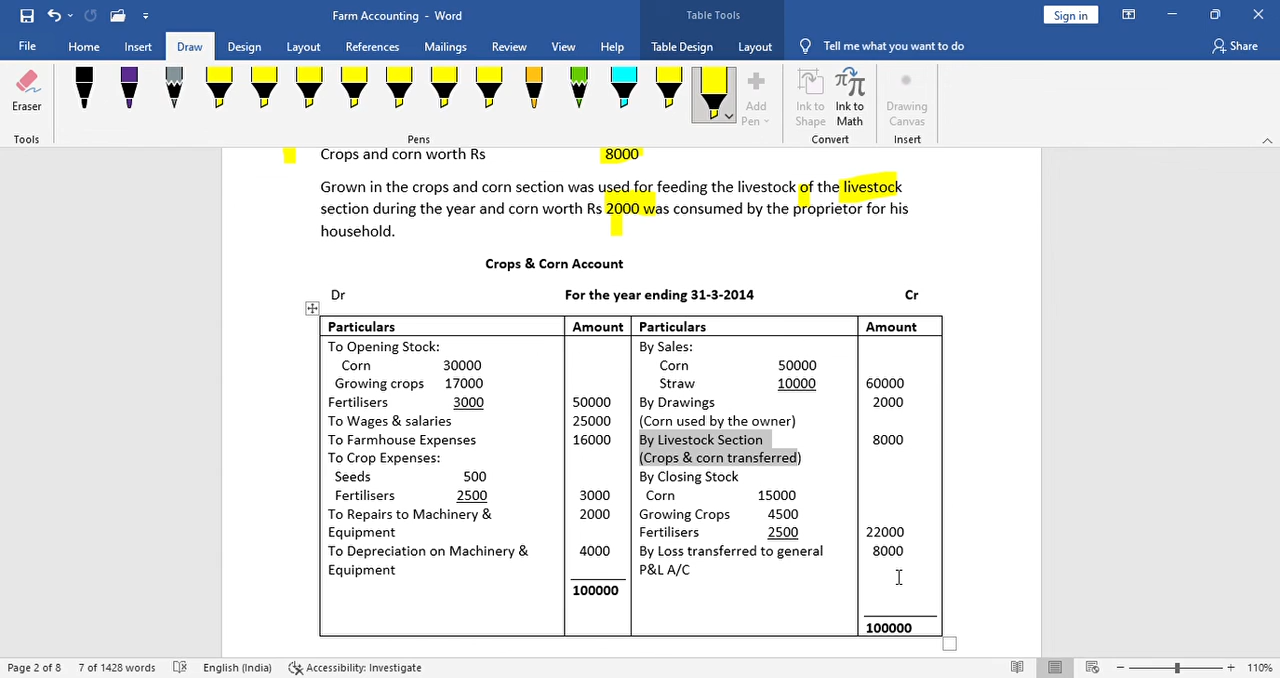 Farm Accounting - Word
Table Tools
Sign in
File Home Insert Draw Design Layout References Mailings Review View Help Table Design Layout Tell me what you want to do Share
Eraser
Add Pen
Ink to Shape
Ink to Math
Drawing Canvas
Tools Pens Convert Insert
Crops and corn worth Rs 8000
Grown in the crops and corn section was used for feeding the livestock of the livestock
section during the year and corn worth Rs 2000 was consumed by the proprietor for his
household.
Crops & Corn Account
Dr For the year ending 31-3-2014 Cr
Particulars Amount Particulars Amount
To Opening Stock: By Sales:
Corn 30000 Corn 50000
Growing crops 17000 Straw 10000 60000
Fertilisers 3000 50000 By Drawings 2000
To Wages & salaries 25000 (Corn used by the owner)
To Farmhouse Expenses 16000 By Livestock Section 8000
To Crop Expenses: (Crops & corn transferred)
Seeds 500 By Closing Stock
Fertilisers 2500 3000 Corn 15000
To Repairs to Machinery & 2000 Growing Crops 4500
Equipment Fertilisers 2500 22000
To Depreciation on Machinery & 4000 By Loss transferred to general 8000
Equipment P&L A/C
100000
100000
Page 2 of 8 7 of 1428 words English (India) Accessibility: Investigate 110%